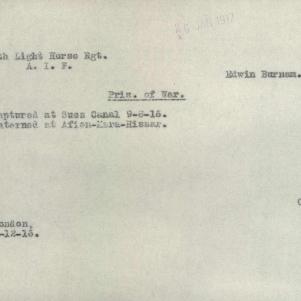 26 JAN 1917
th Light Horse Rgt.
A. I. F.
Edwin Burnam.
Pris. of War.
aptured at Suez Canal 9-8-16.
nterned at Afion-Kara-Hissar.
ondon,
-12-16.